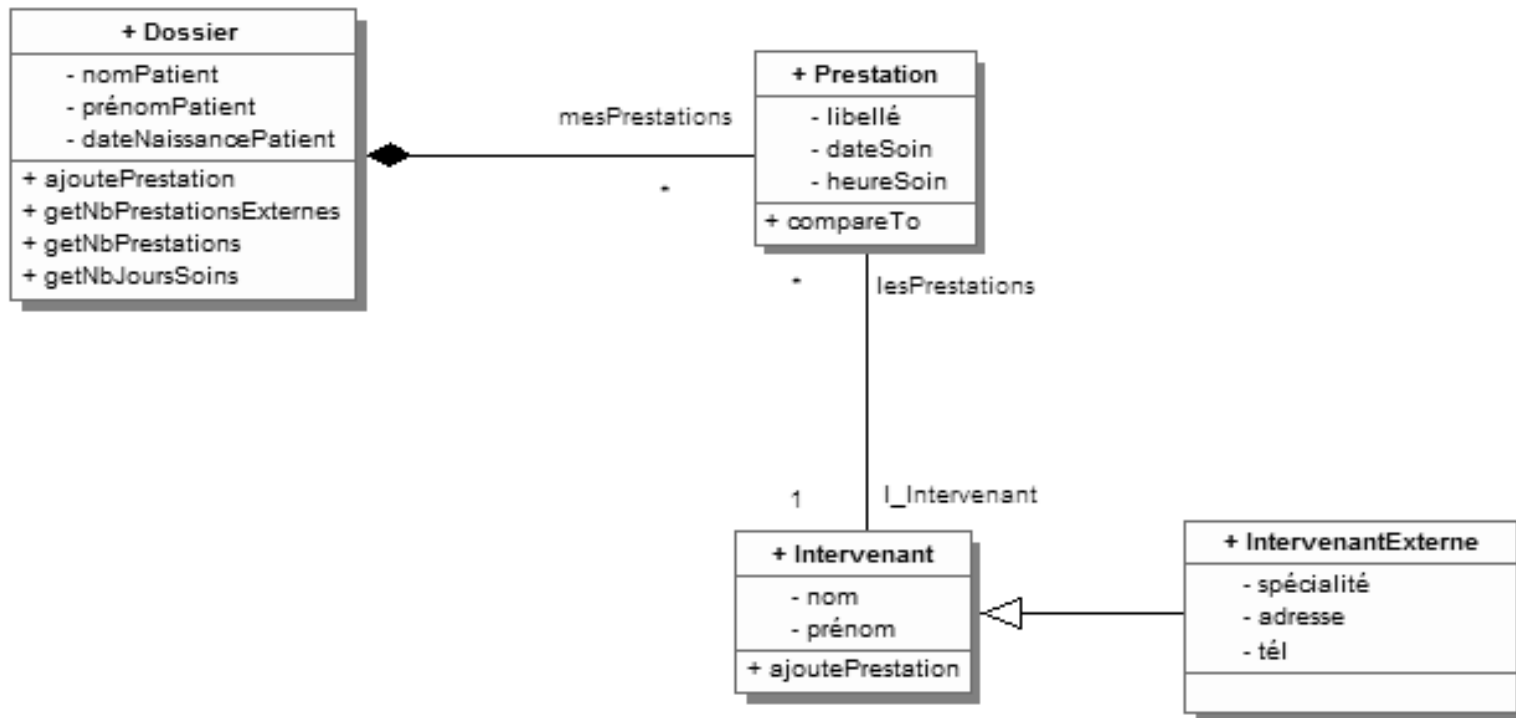 + Dossier
- nomPatient
- prénomPatient
- dateNaissancePatient
+ ajoutePrestation
+ getNbPrestationsExternes
+ getNbPrestations
+ getNbJoursSoins
mesPrestations
*
+ Prestation
- libellé
- dateSoin
- heureSoin
+ compareTo
* lesPrestations
1 l_Intervenant
+ Intervenant
- nom
- prénom
+ ajoutePrestation
+ IntervenantExterne
- spécialité
- adresse
- tél